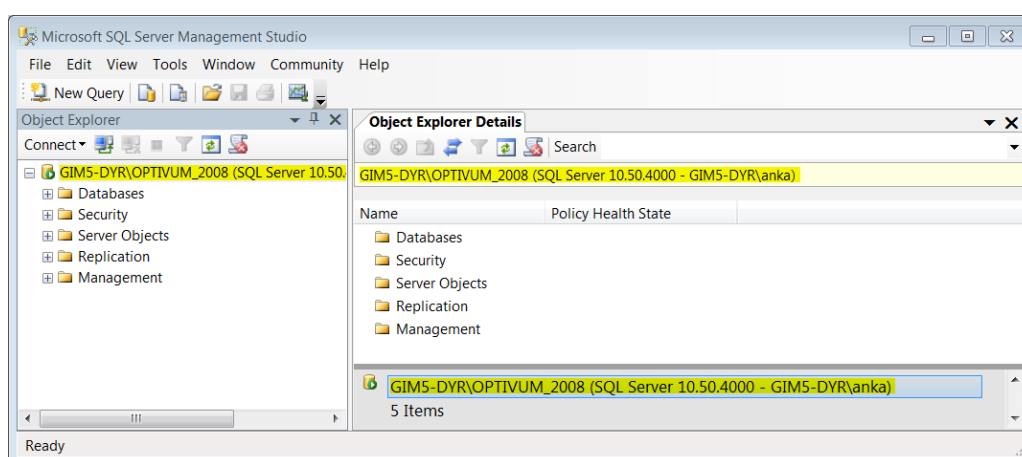 Microsoft SQL Server Management Studio
File Edit View Tools Window Community Help
New Query
Object Explorer
Connect
GIM5-DYR\OPTIVUM_2008 (SQL Server 10.50.
Databases
Security
Server Objects
Replication
Management
Object Explorer Details
Search
GIM5-DYR\OPTIVUM_2008 (SQL Server 10.50.4000 - GIM5-DYR\anka)
Name Policy Health State
Databases
Security
Server Objects
Replication
Management
GIM5-DYR\OPTIVUM_2008 (SQL Server 10.50.4000 - GIM5-DYR\anka)
5 Items
Ready